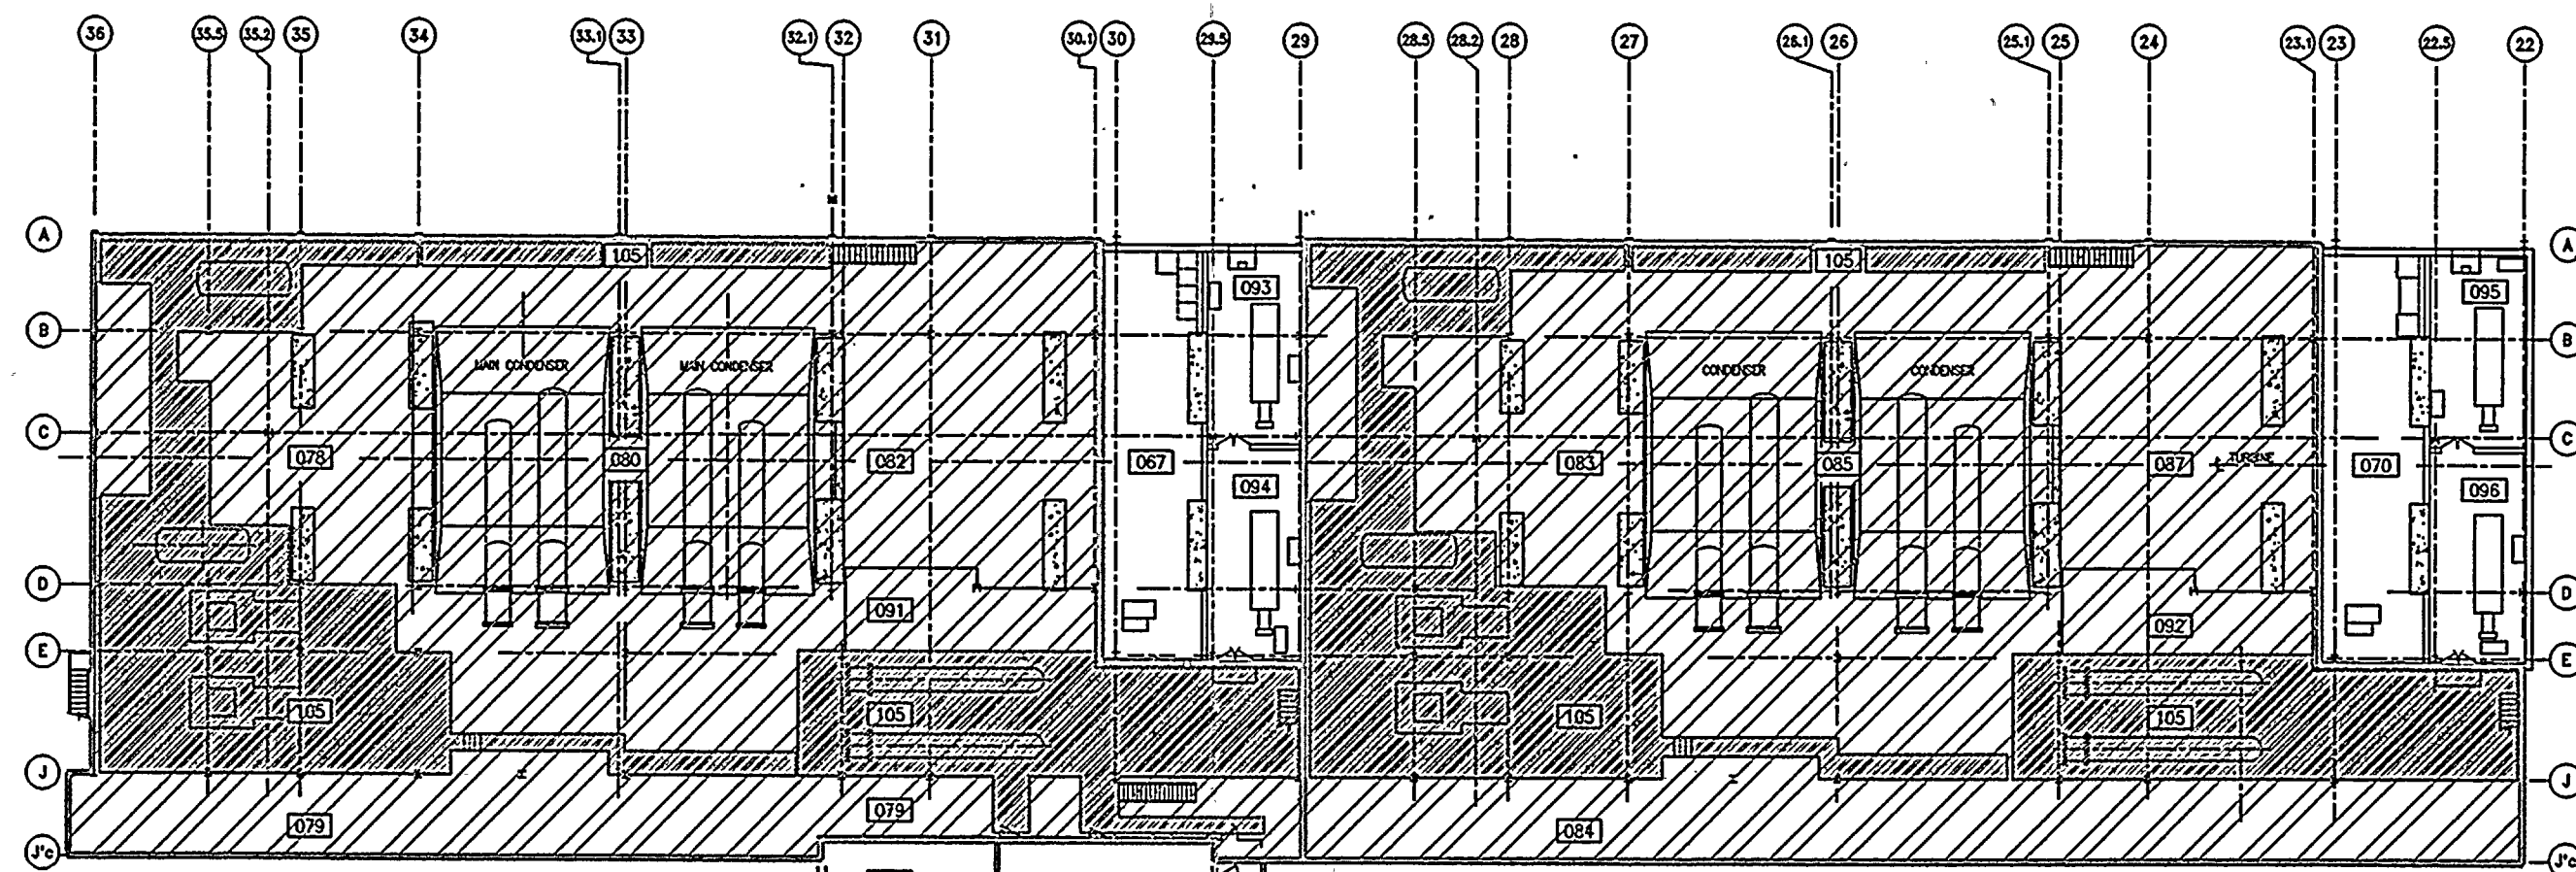 36 35.5 35.2 35 34 33.1 33 32.1 32 31 30.1 30 29.5 29 28.5 28.2 28 27 26.1 26 25.1 25 24 23.1 23 22.5 22
A 105 105 A
093 095
B B
MAIN CONDENSER MAIN CONDENSER CONDENSER CONDENSER
C C
078 080 082 067 083 085 087 TURBINE 070
094 096
D D
091 092
E E
105 105 105 105
J J
079 079 084
J'c J'c